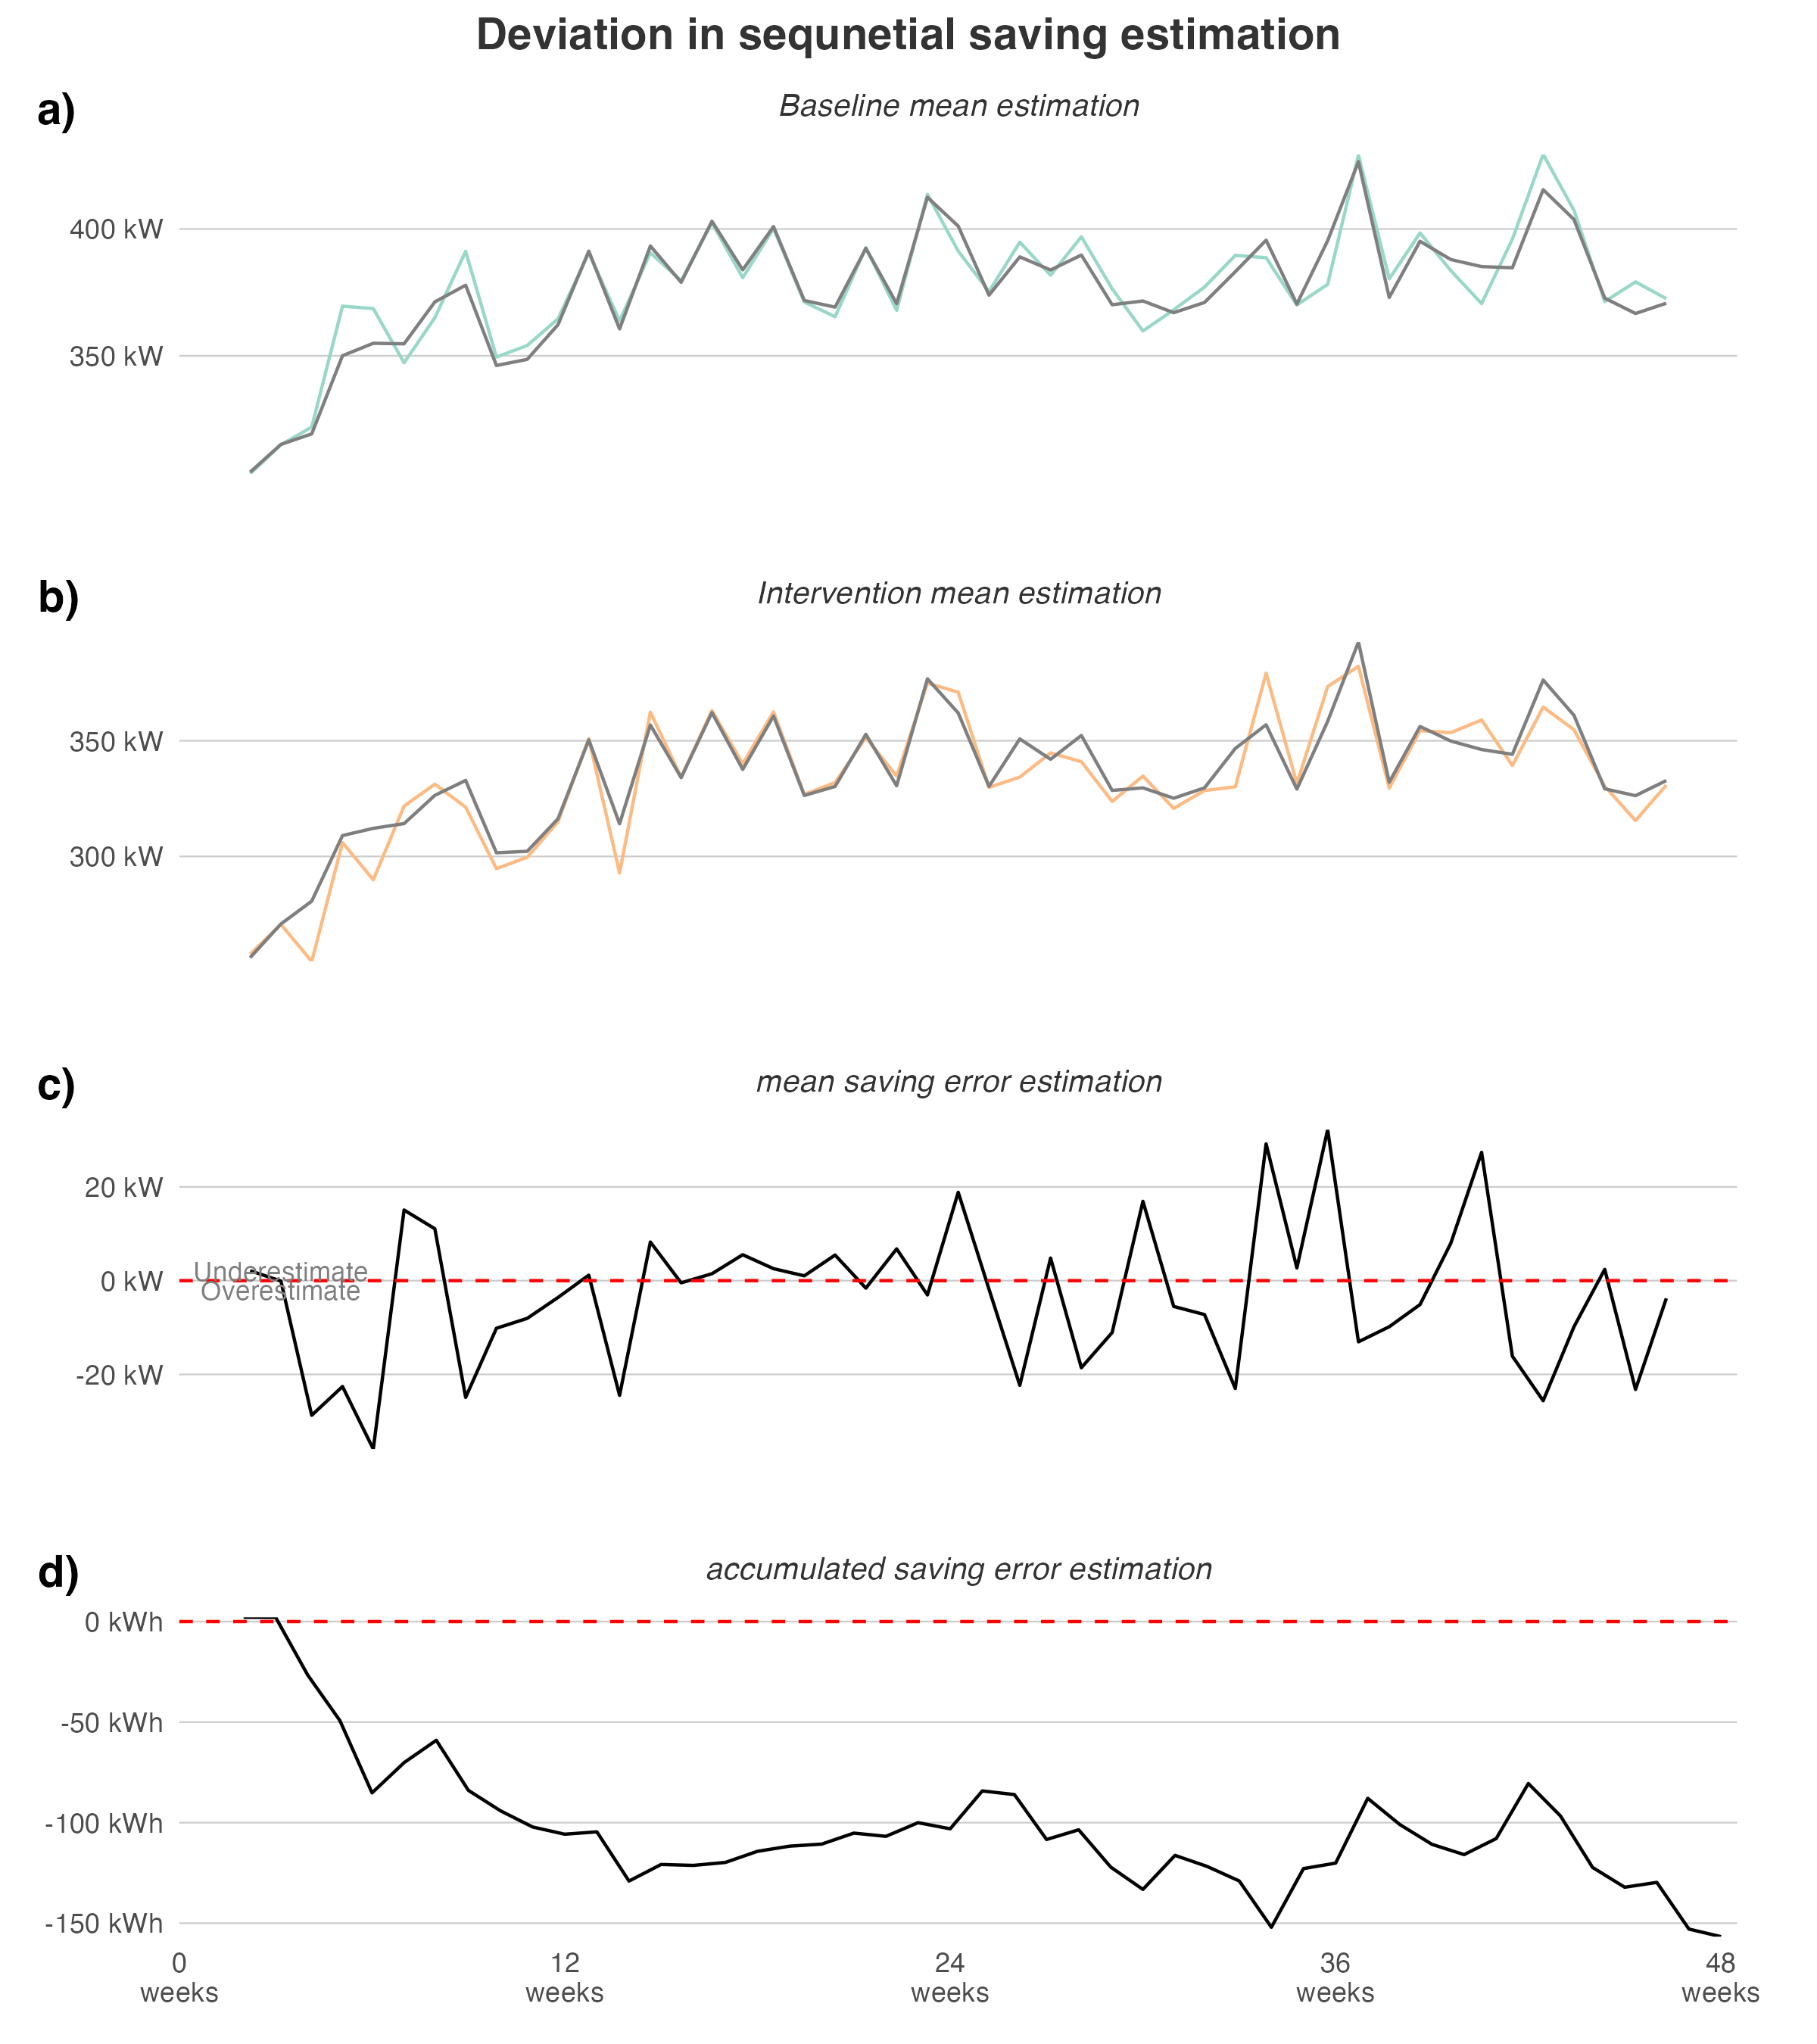 Deviation in sequnetial saving estimation
a)
Baseline mean estimation
400 kW
350 kW
b)
Intervention mean estimation
350 kW
300 kW
c)
mean saving error estimation
20 kW
Underestimate
0 kW
Overestimate
-20 kW
d)
accumulated saving error estimation
0 kWh
-50 kWh
-100 kWh
-150 kWh
0 12 24 36 48
weeks weeks weeks weeks weeks